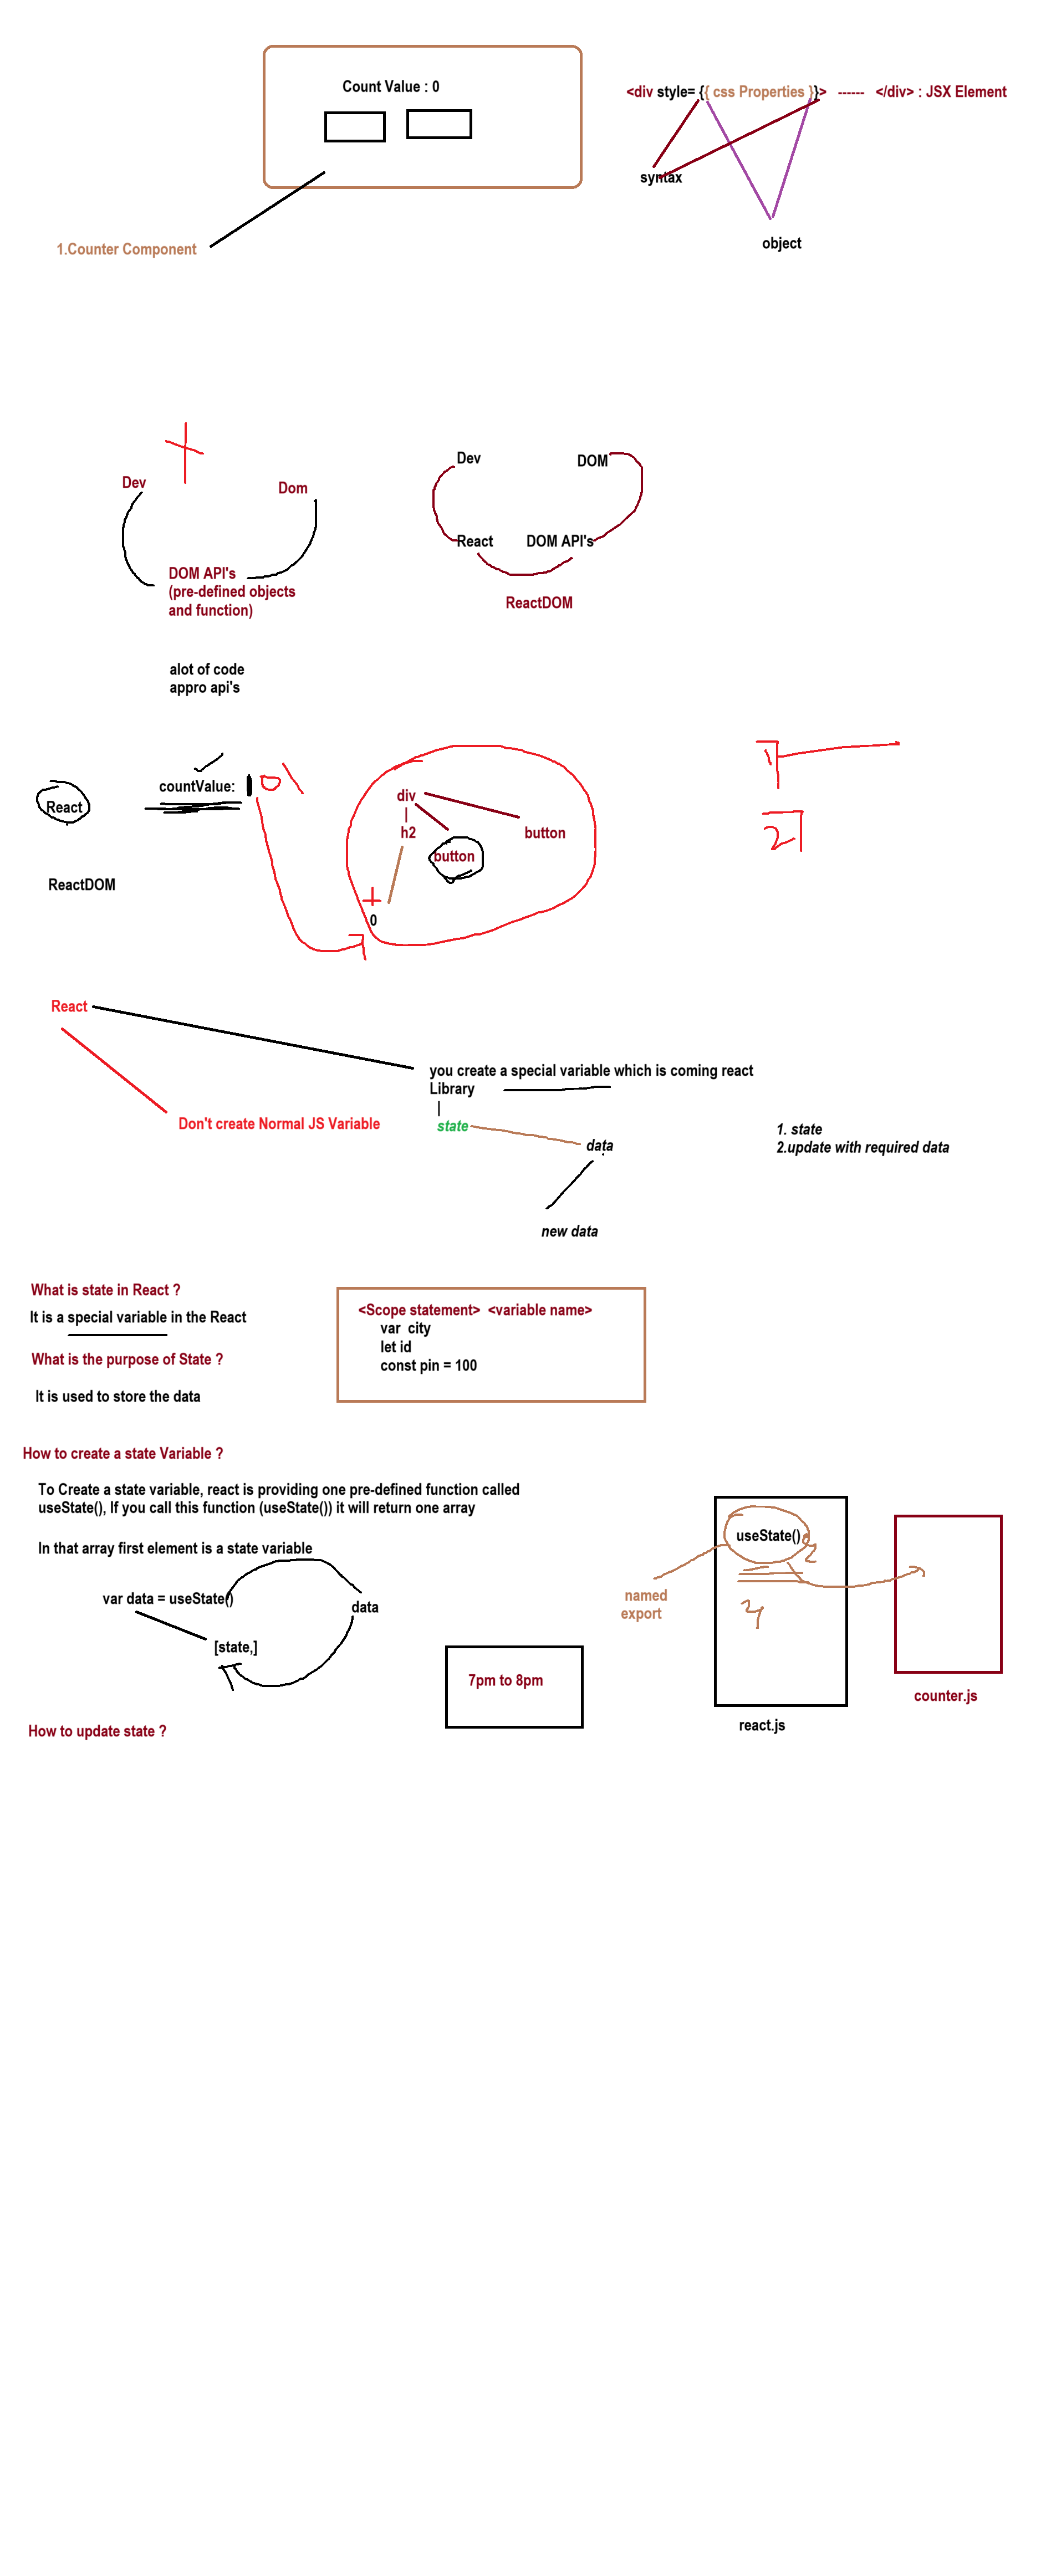 Count Value : 0
<div style= {{ css Properties }}> ------ </div> : JSX Element
syntax
object
1.Counter Component
Dev
Dom
DOM API's
(pre-defined objects
and function)
alot of code
appro api's
Dev
DOM
React
DOM API's
ReactDOM
React
countValue:
0
ReactDOM
div
|
h2
button
button
+
0
1
2
React
Don't create Normal JS Variable
you create a special variable which is coming react
Library
|
state
data
new data
1. state
2.update with required data
What is state in React ?
It is a special variable in the React
What is the purpose of State ?
It is used to store the data
<Scope statement> <variable name>
var city
let id
const pin = 100
How to create a state Variable ?
To Create a state variable, react is providing one pre-defined function called
useState(), If you call this function (useState()) it will return one array
In that array first element is a state variable
var data = useState()
data
[state,]
7pm to 8pm
useState()
named
export
react.js
counter.js
How to update state ?